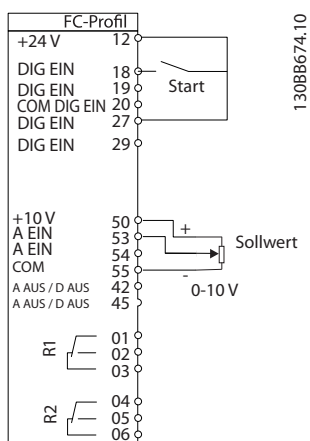 FC-Profil
+24 V 12
DIG EIN 18
DIG EIN 19
COM DIG EIN 20
DIG EIN 27
DIG EIN 29
Start
+10 V 50
A EIN 53
A EIN 54
COM 55
A AUS / D AUS 42
A AUS / D AUS 45
+
-
Sollwert
0-10 V
R1
01
02
03
R2
04
05
06
130BB674.10